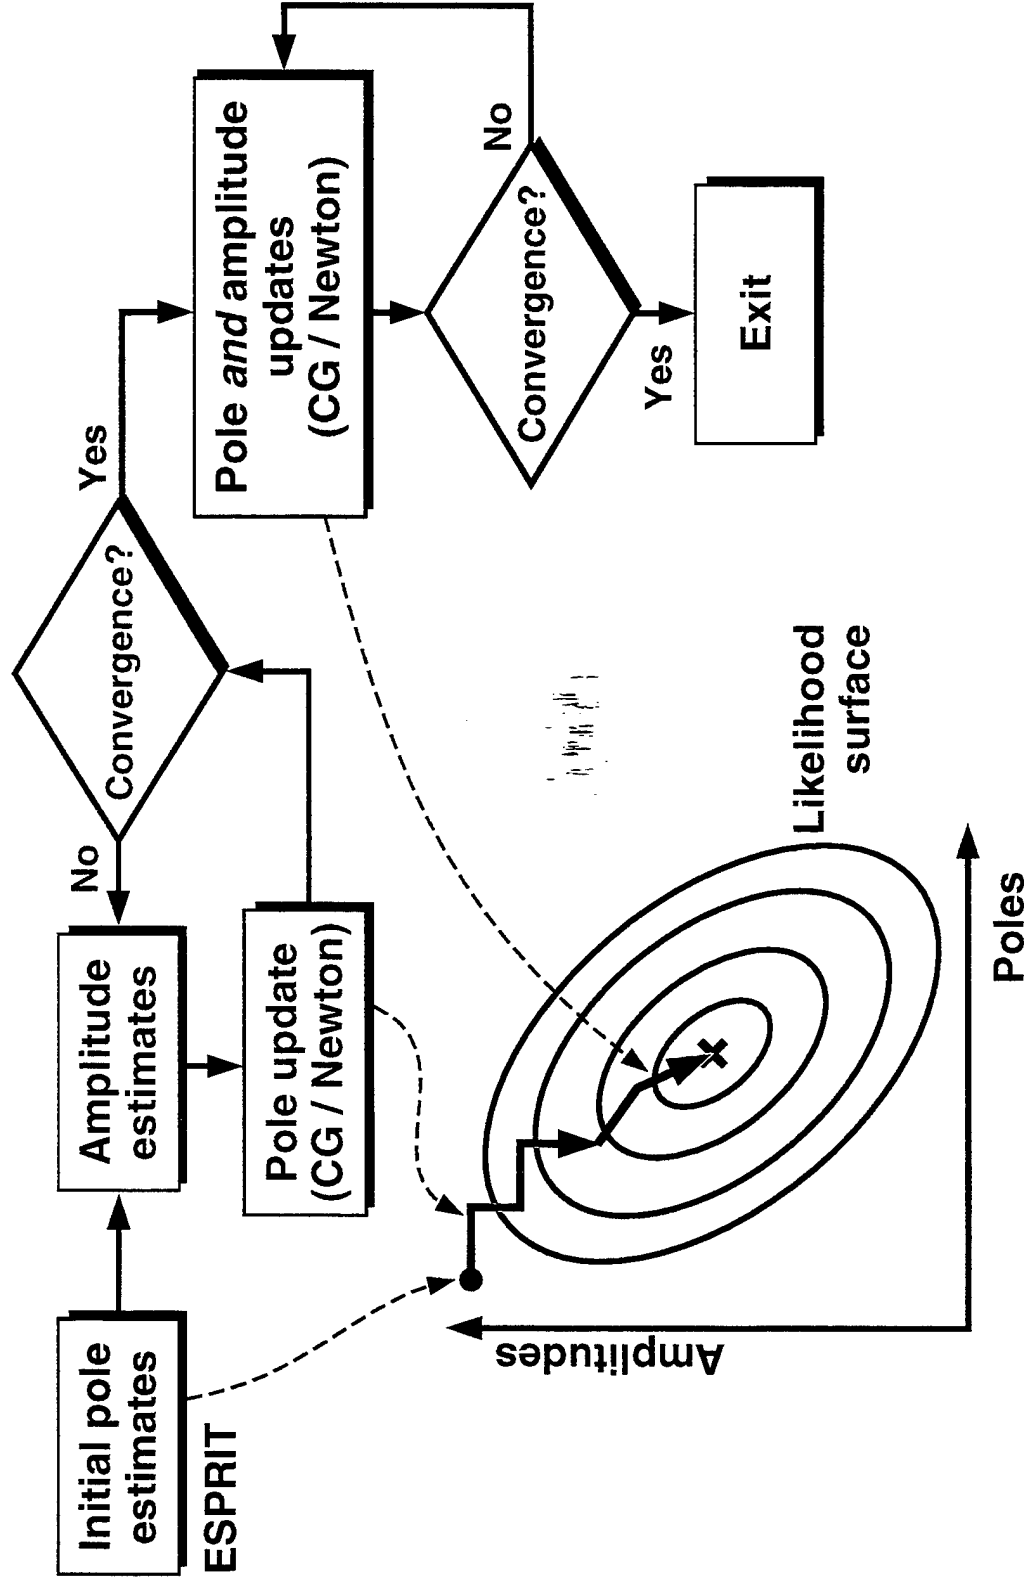 Initial pole
estimates
ESPRIT
Amplitude
estimates
No
Pole update
(CG / Newton)
Convergence?
Yes
Pole and amplitude
updates
(CG / Newton)
Convergence?
No
Yes
Exit
Amplitudes
Poles
Likelihood
surface